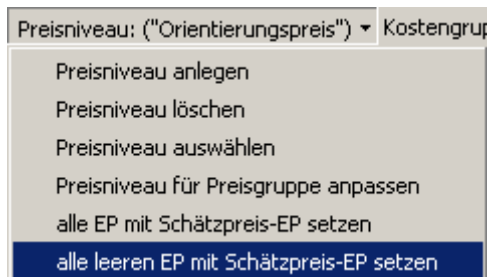 Preisniveau: ("Orientierungspreis") Kostengrup
Preisniveau anlegen
Preisniveau löschen
Preisniveau auswählen
Preisniveau für Preisgruppe anpassen
alle EP mit Schätzpreis-EP setzen
alle leeren EP mit Schätzpreis-EP setzen